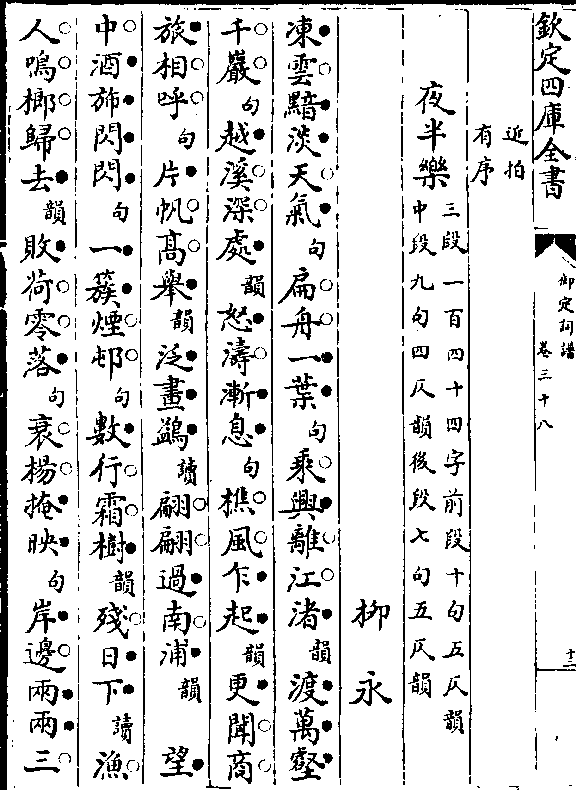 欽定四庫全書
御定詞譜
卷三十八
十二
近拍
有序
夜半樂
三段一百四十四字前段十句五仄韻
中段九句四仄韻後段七句五仄韻
柳永
凍雲黯淡天氣句扁舟一葉句乘興離江渚韻渡萬壑
千巖句越溪深處韻怒濤漸息句樵風乍起韻更聞商
旅相呼句片帆高舉韻泛畫鷁讀翩翩過南浦韻 望
中酒斾閃閃句一簇煙邨句數行霜樹韻殘日下讀漁
人鳴榔歸去韻敗荷零落句衰楊掩映句岸邊兩兩三